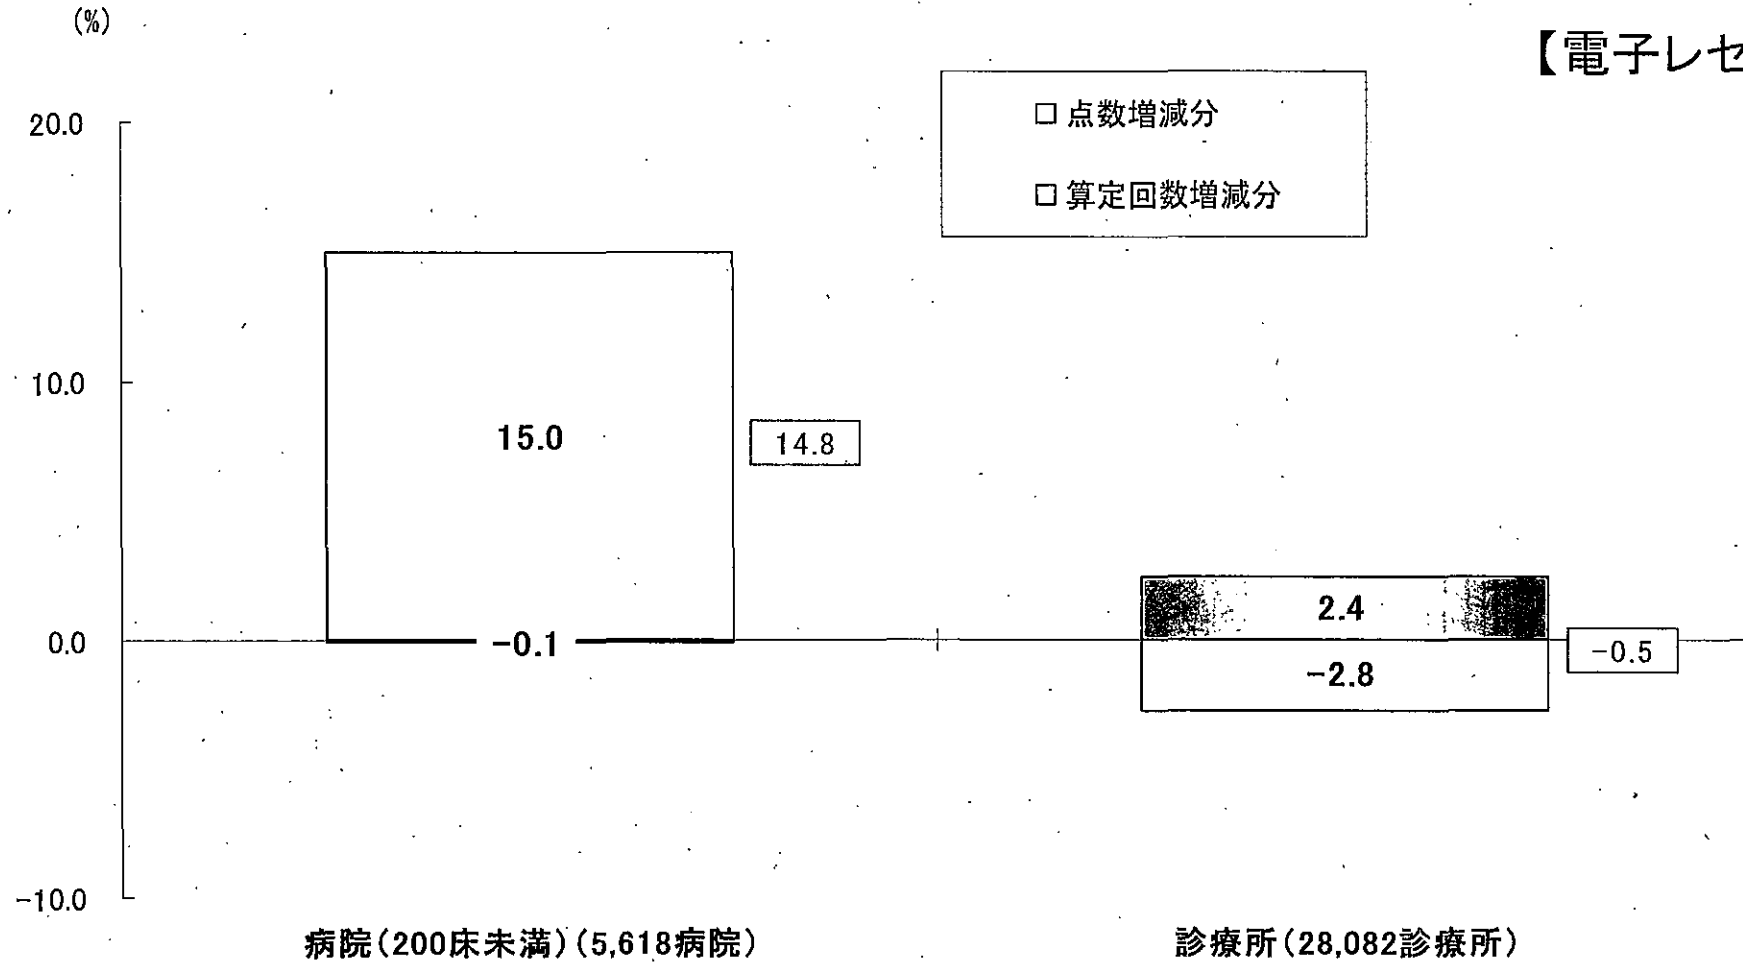 (%)
【電子レセ
20.0
□ 点数増減分
□ 算定回数増減分
10.0
15.0
14.8
2.4
0.0
-0.1
-0.5
-2.8
-10.0
病院(200床未満)(5,618病院)
診療所(28,082診療所)